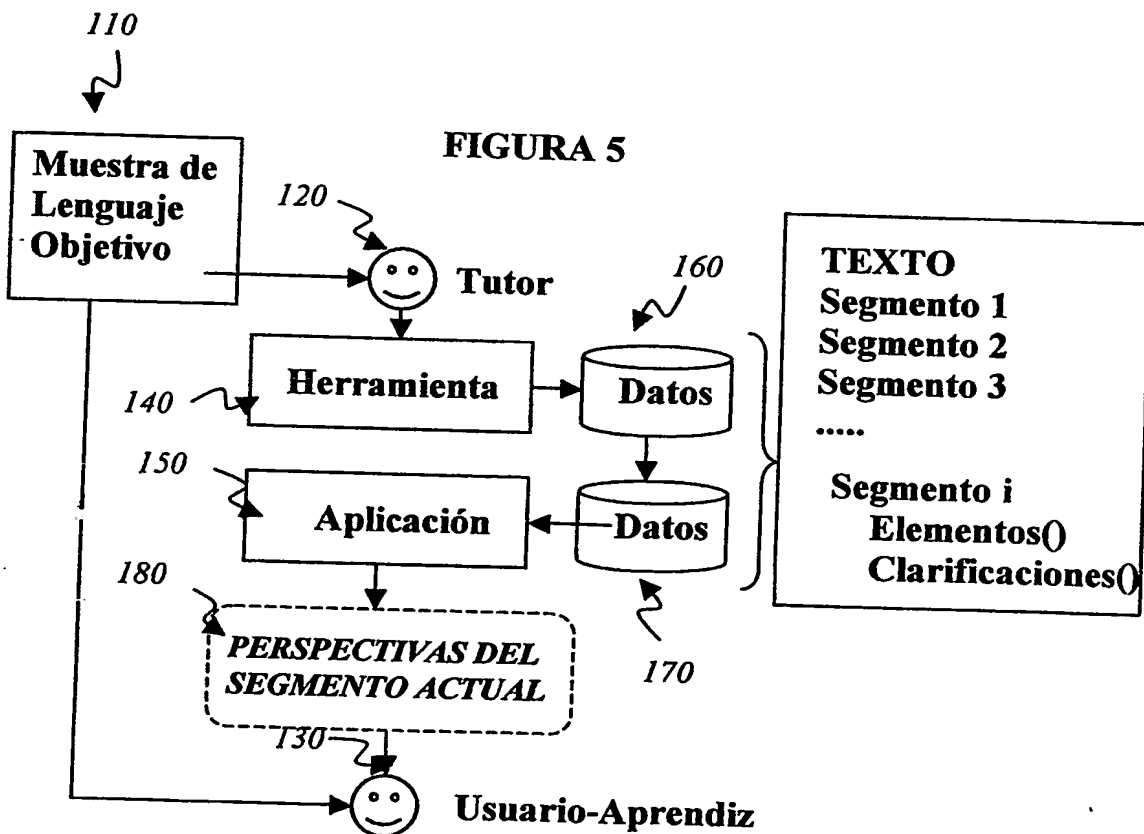 110
FIGURA 5
Muestra de
Lenguaje
Objetivo
120
Tutor
160
TEXTO
Segmento 1
Segmento 2
Segmento 3
.....
Segmento i
Elementos()
Clarificaciones()
Herramienta
140
Datos
150
Aplicación
Datos
180
170
PERSPECTIVAS DEL
SEGMENTO ACTUAL
130
Usuario-Aprendiz